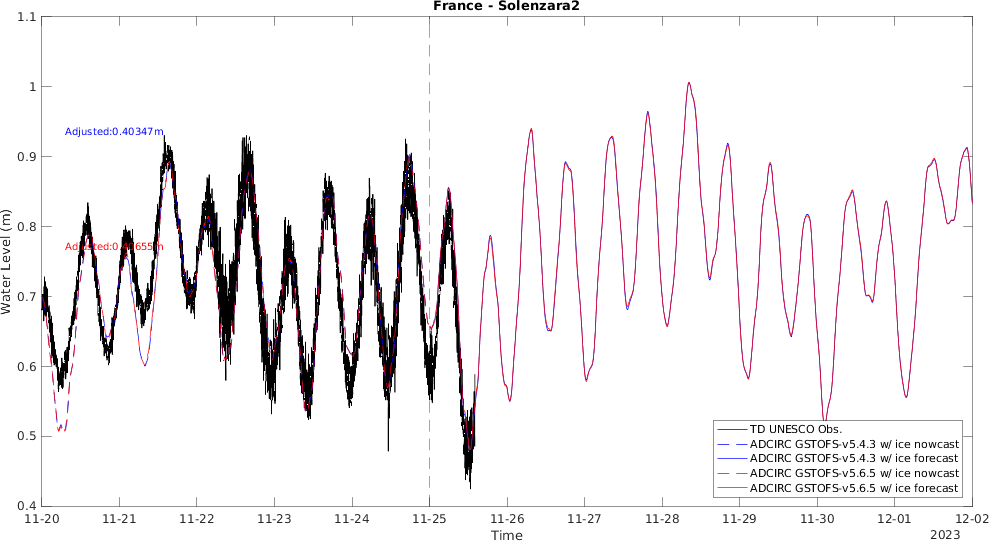 France - Solenzara2
Water Level (m)
1.1
1
0.9
0.8
0.7
0.6
0.5
0.4
Adjusted:0.40347m
TD UNESCO Obs.
ADCIRC GSTOFS-v5.4.3 w/ ice nowcast
ADCIRC GSTOFS-v5.4.3 w/ ice forecast
ADCIRC GSTOFS-v5.6.5 w/ ice nowcast
ADCIRC GSTOFS-v5.6.5 w/ ice forecast
11-20 11-21 11-22 11-23 11-24 11-25 11-26 11-27 11-28 11-29 11-30 12-01 12-02
Time
2023